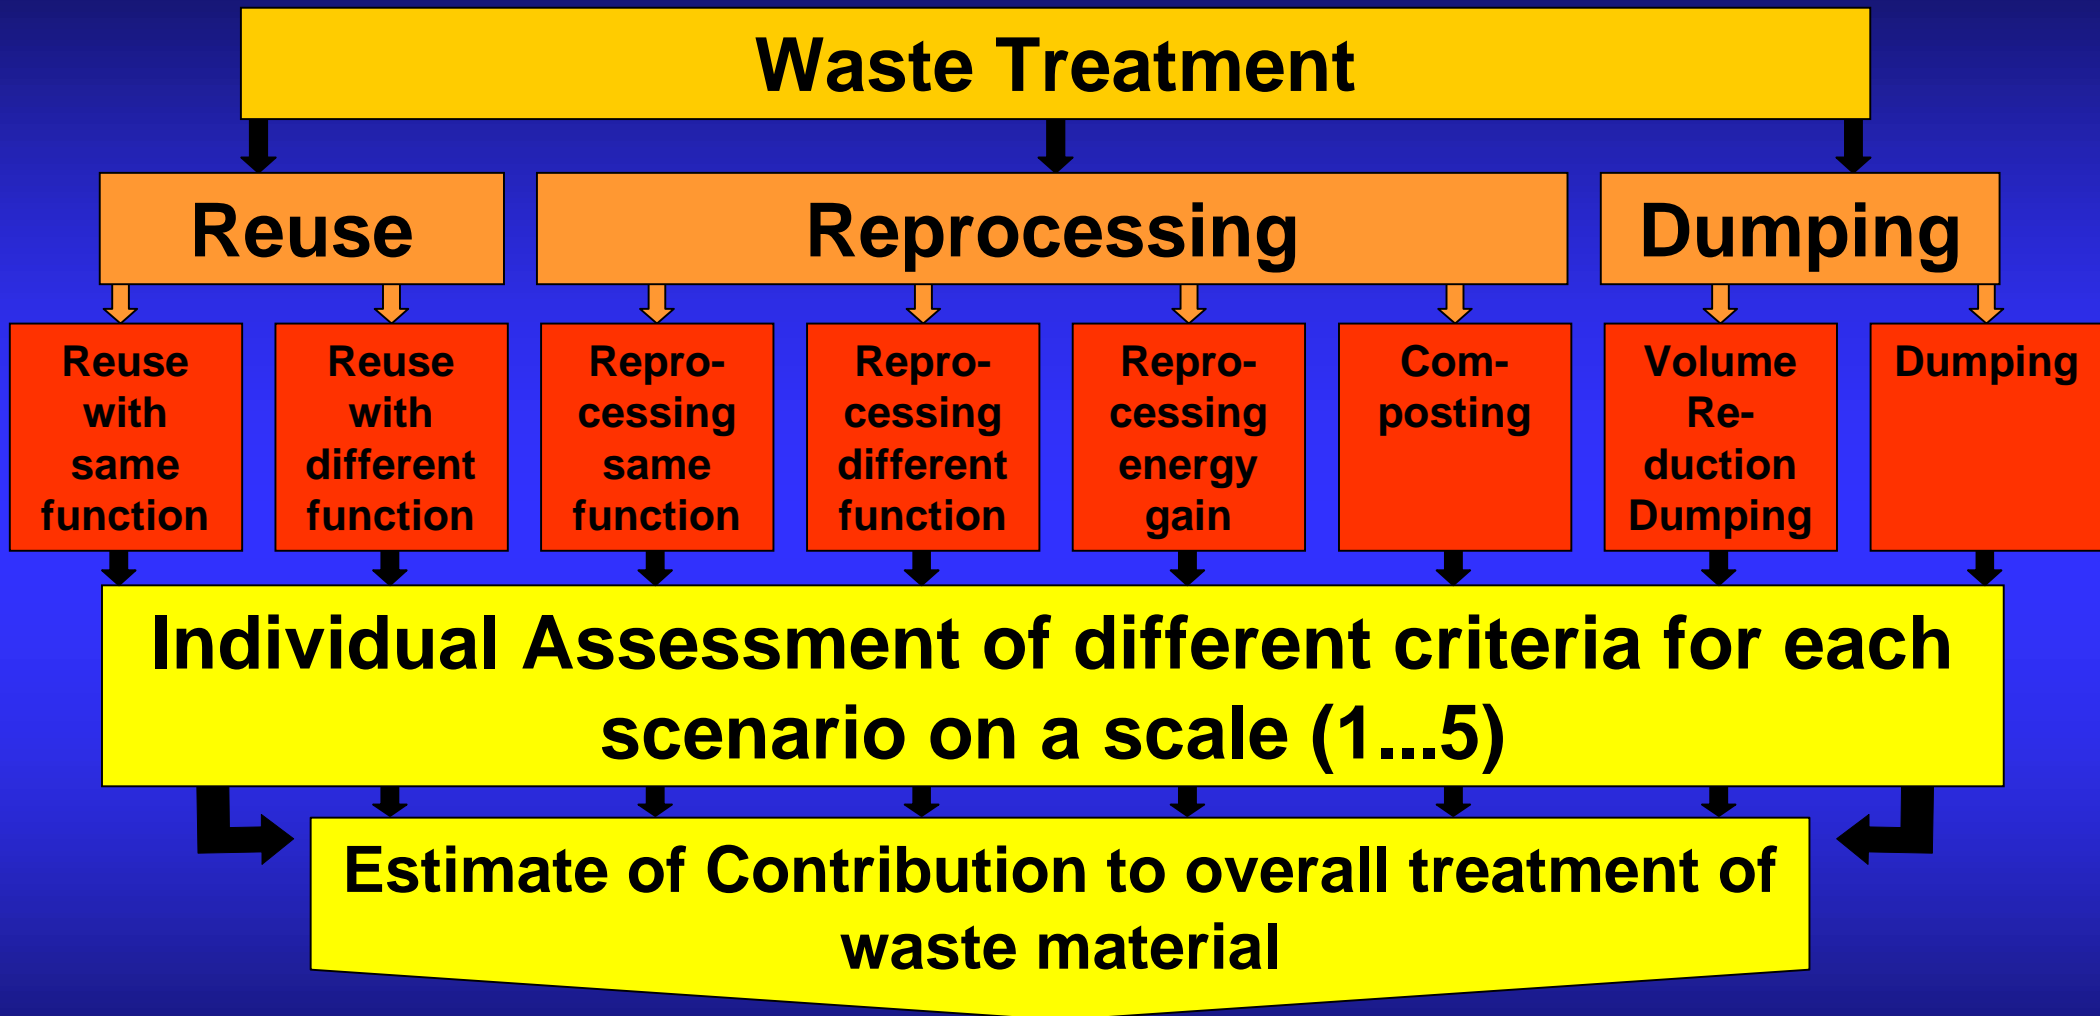 Waste Treatment
Reuse
Reprocessing
Dumping
Reuse
with
same
function
Reuse
with
different
function
Repro-
cessing
same
function
Repro-
cessing
different
function
Repro-
cessing
energy
gain
Com-
posting
Volume
Re-
duction
Dumping
Dumping
Individual Assessment of different criteria for each
scenario on a scale (1...5)
Estimate of Contribution to overall treatment of
waste material